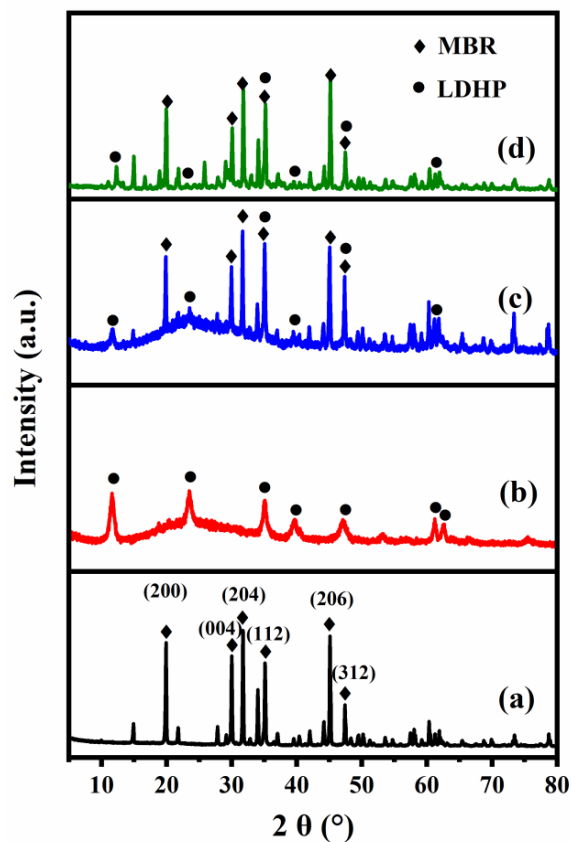 ◆ MBR
● LDHP
(d)
(c)
(b)
(200)
(204)
(206)
(004)
(112)
(312)
(a)
10 20 30 40 50 60 70 80
2 θ (°)
Intensity (a.u.)